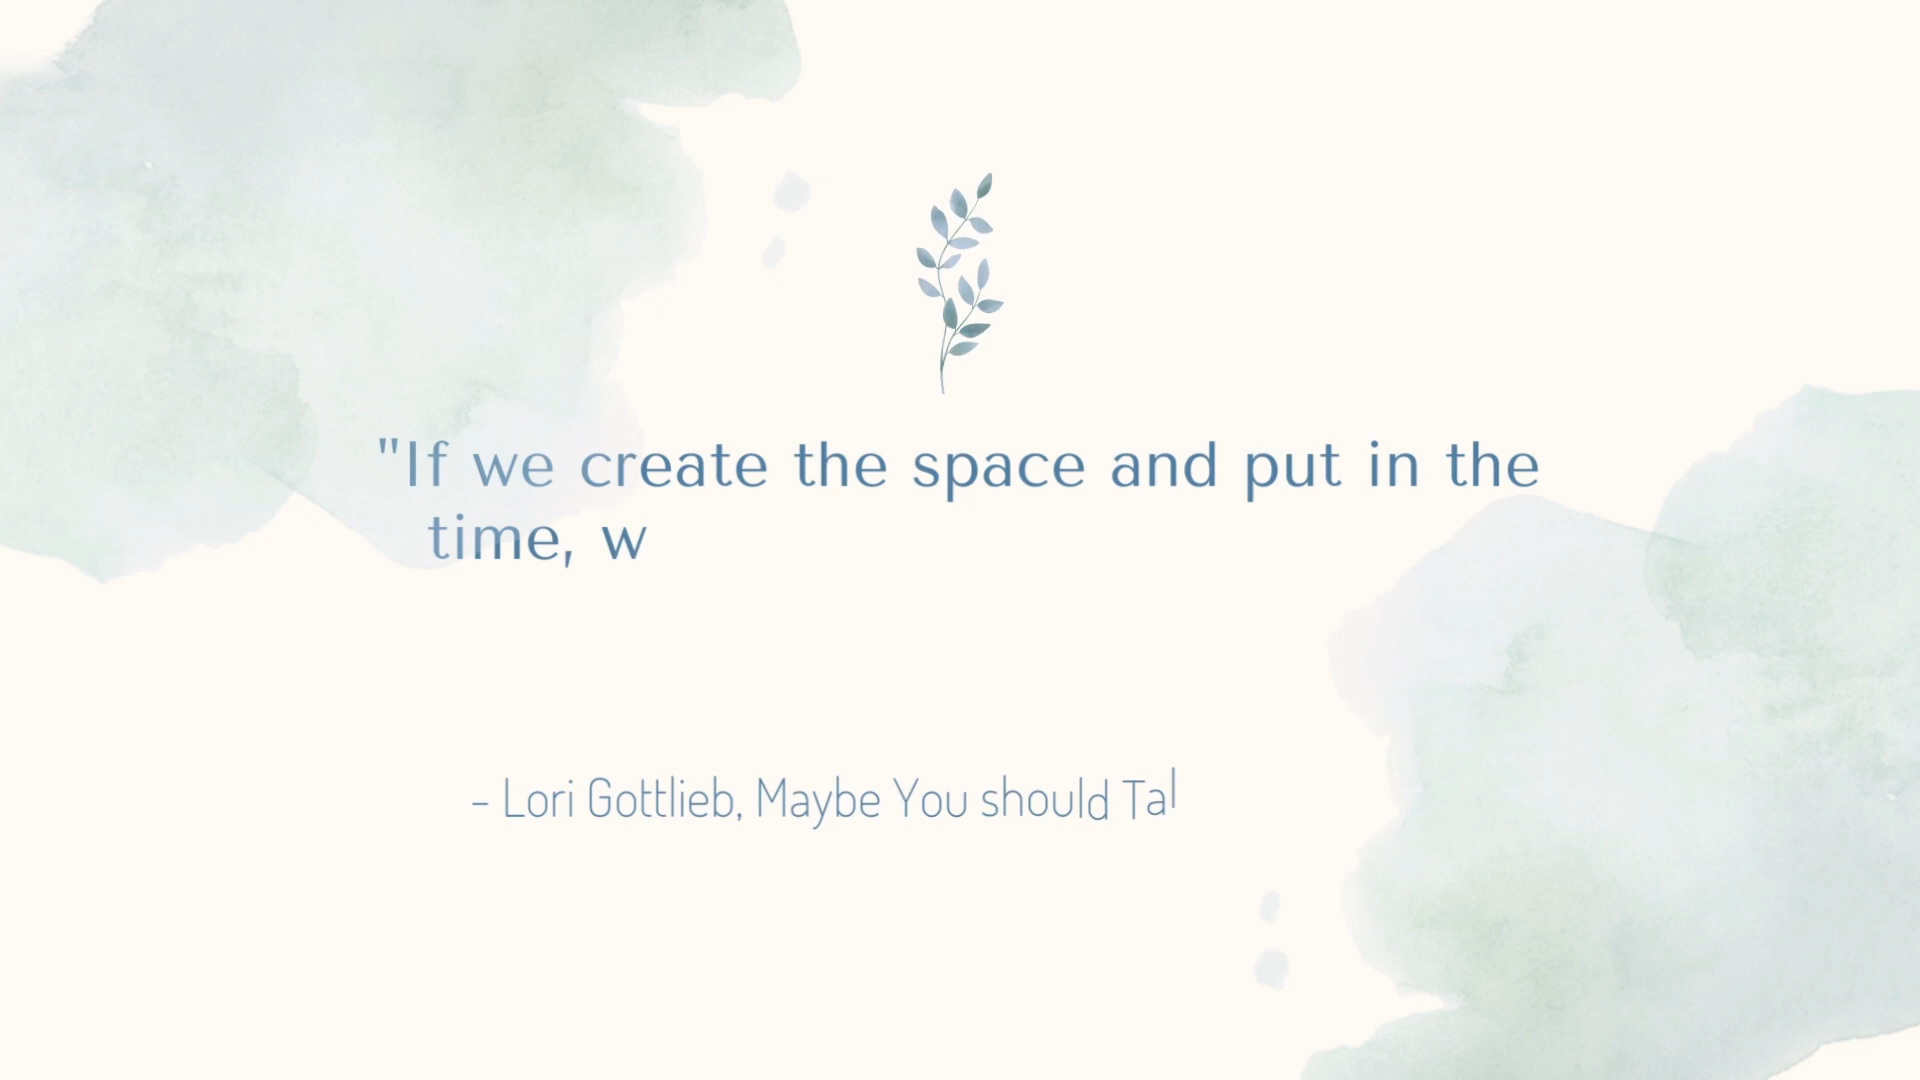 "If we create the space and put in the
time, w
- Lori Gottlieb, Maybe You should Tal